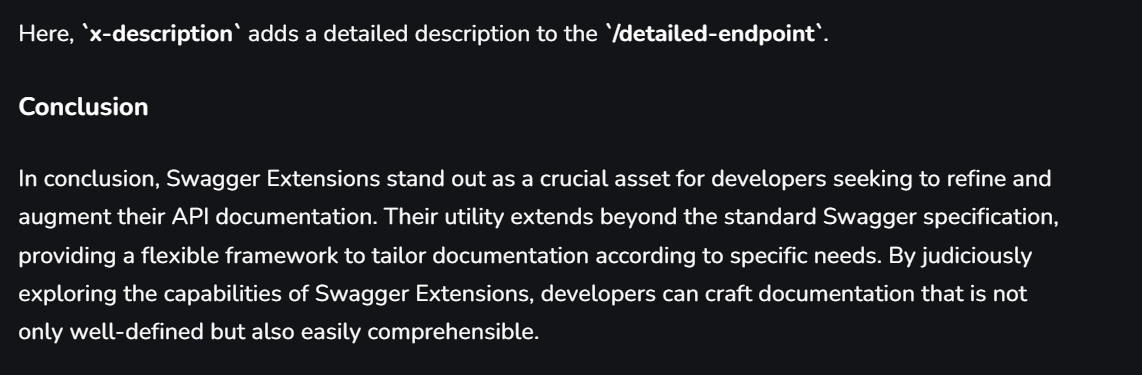 Here, `x-description` adds a detailed description to the `/detailed-endpoint`.
Conclusion
In conclusion, Swagger Extensions stand out as a crucial asset for developers seeking to refine and
augment their API documentation. Their utility extends beyond the standard Swagger specification,
providing a flexible framework to tailor documentation according to specific needs. By judiciously
exploring the capabilities of Swagger Extensions, developers can craft documentation that is not
only well-defined but also easily comprehensible.